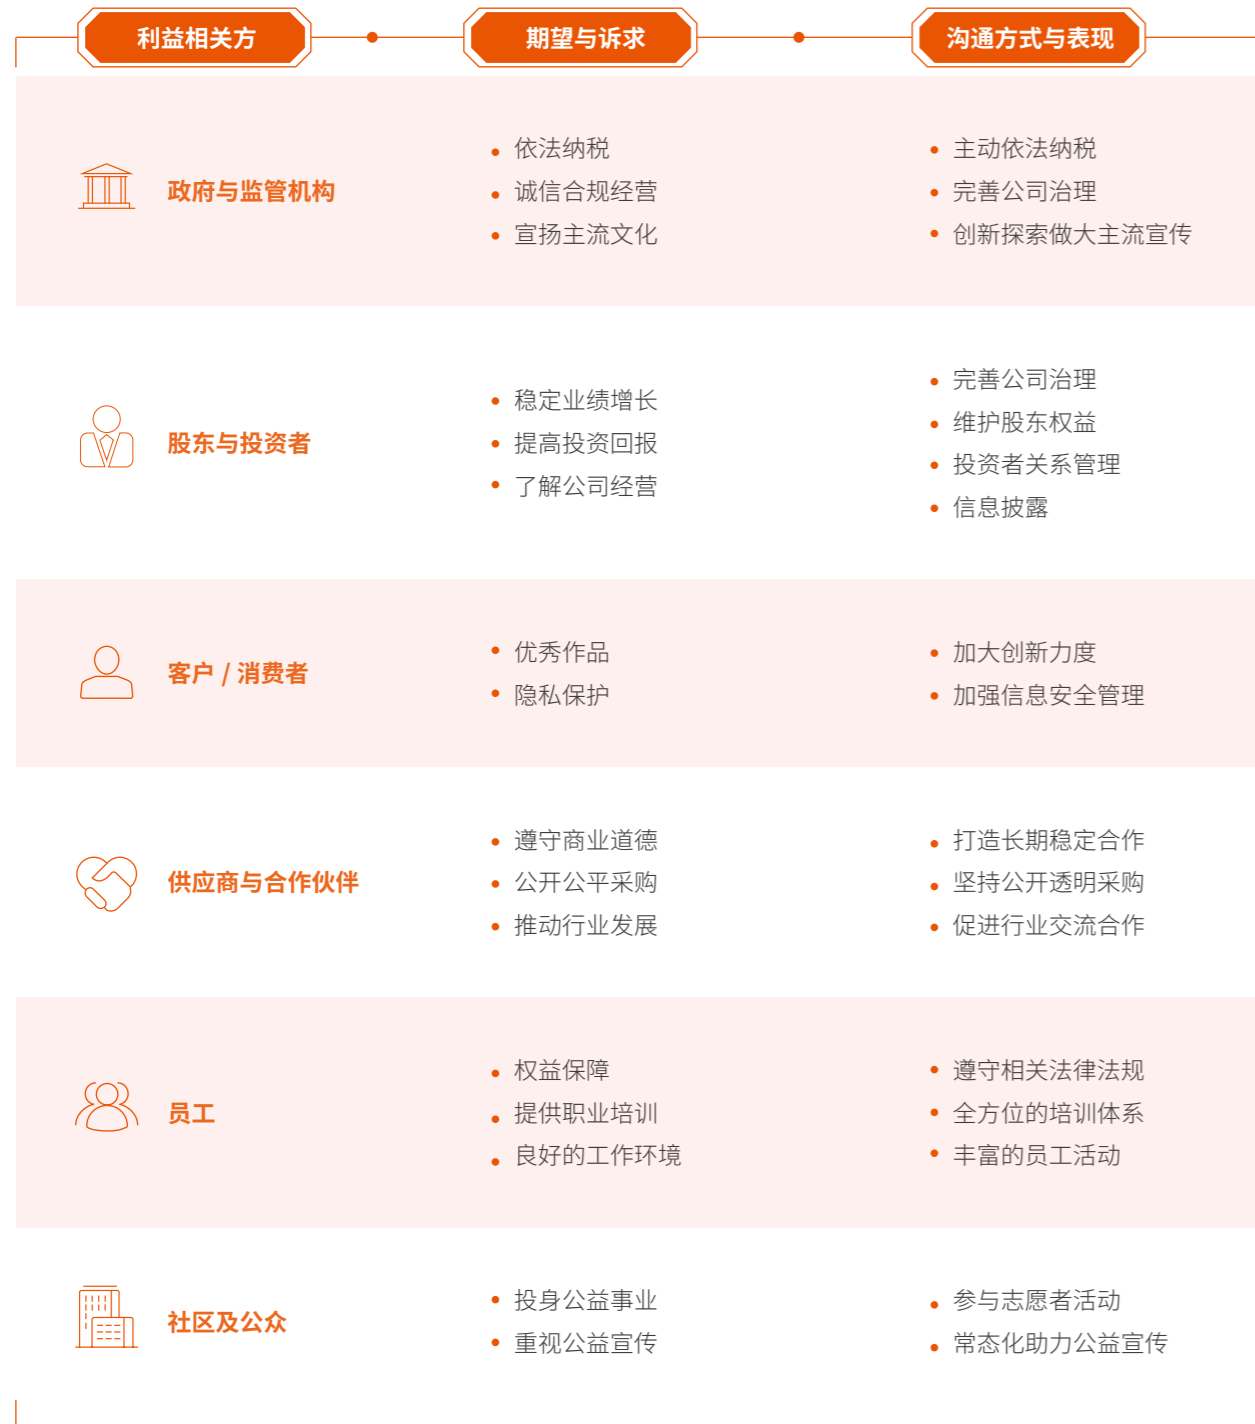 利益相关方
期望与诉求
沟通方式与表现
政府与监管机构
依法纳税
诚信合规经营
宣扬主流文化
主动依法纳税
完善公司治理
创新探索做大主流宣传
股东与投资者
稳定业绩增长
提高投资回报
了解公司经营
完善公司治理
维护股东权益
投资者关系管理
信息披露
客户 / 消费者
优秀作品
隐私保护
加大创新力度
加强信息安全管理
供应商与合作伙伴
遵守商业道德
公开公平采购
推动行业发展
打造长期稳定合作
坚持公开透明采购
促进行业交流合作
员工
权益保障
提供职业培训
良好的工作环境
遵守相关法律法规
全方位的培训体系
丰富的员工活动
社区及公众
投身公益事业
重视公益宣传
参与志愿者活动
常态化助力公益宣传